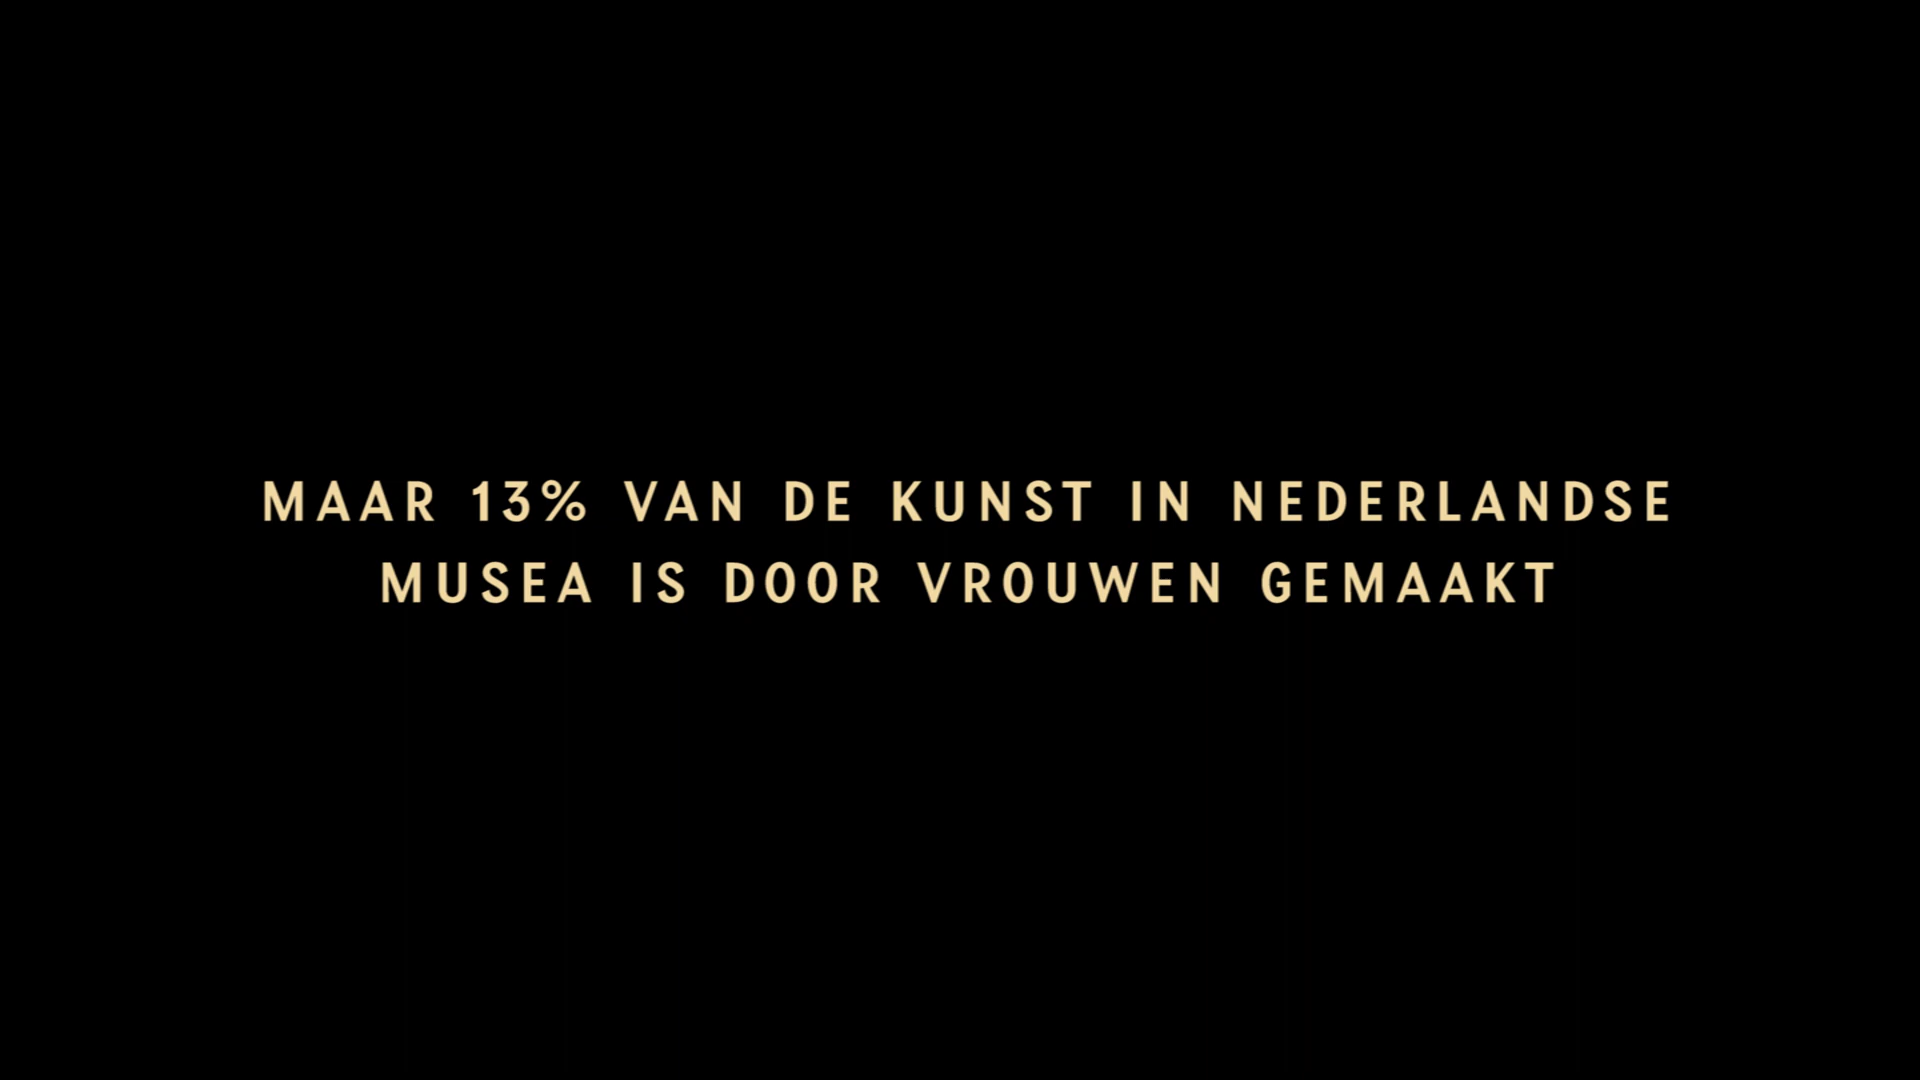 MAAR 13% VAN DE KUNST IN NEDERLANDSE
MUSEA IS DOOR VROUWEN GEMAAKT